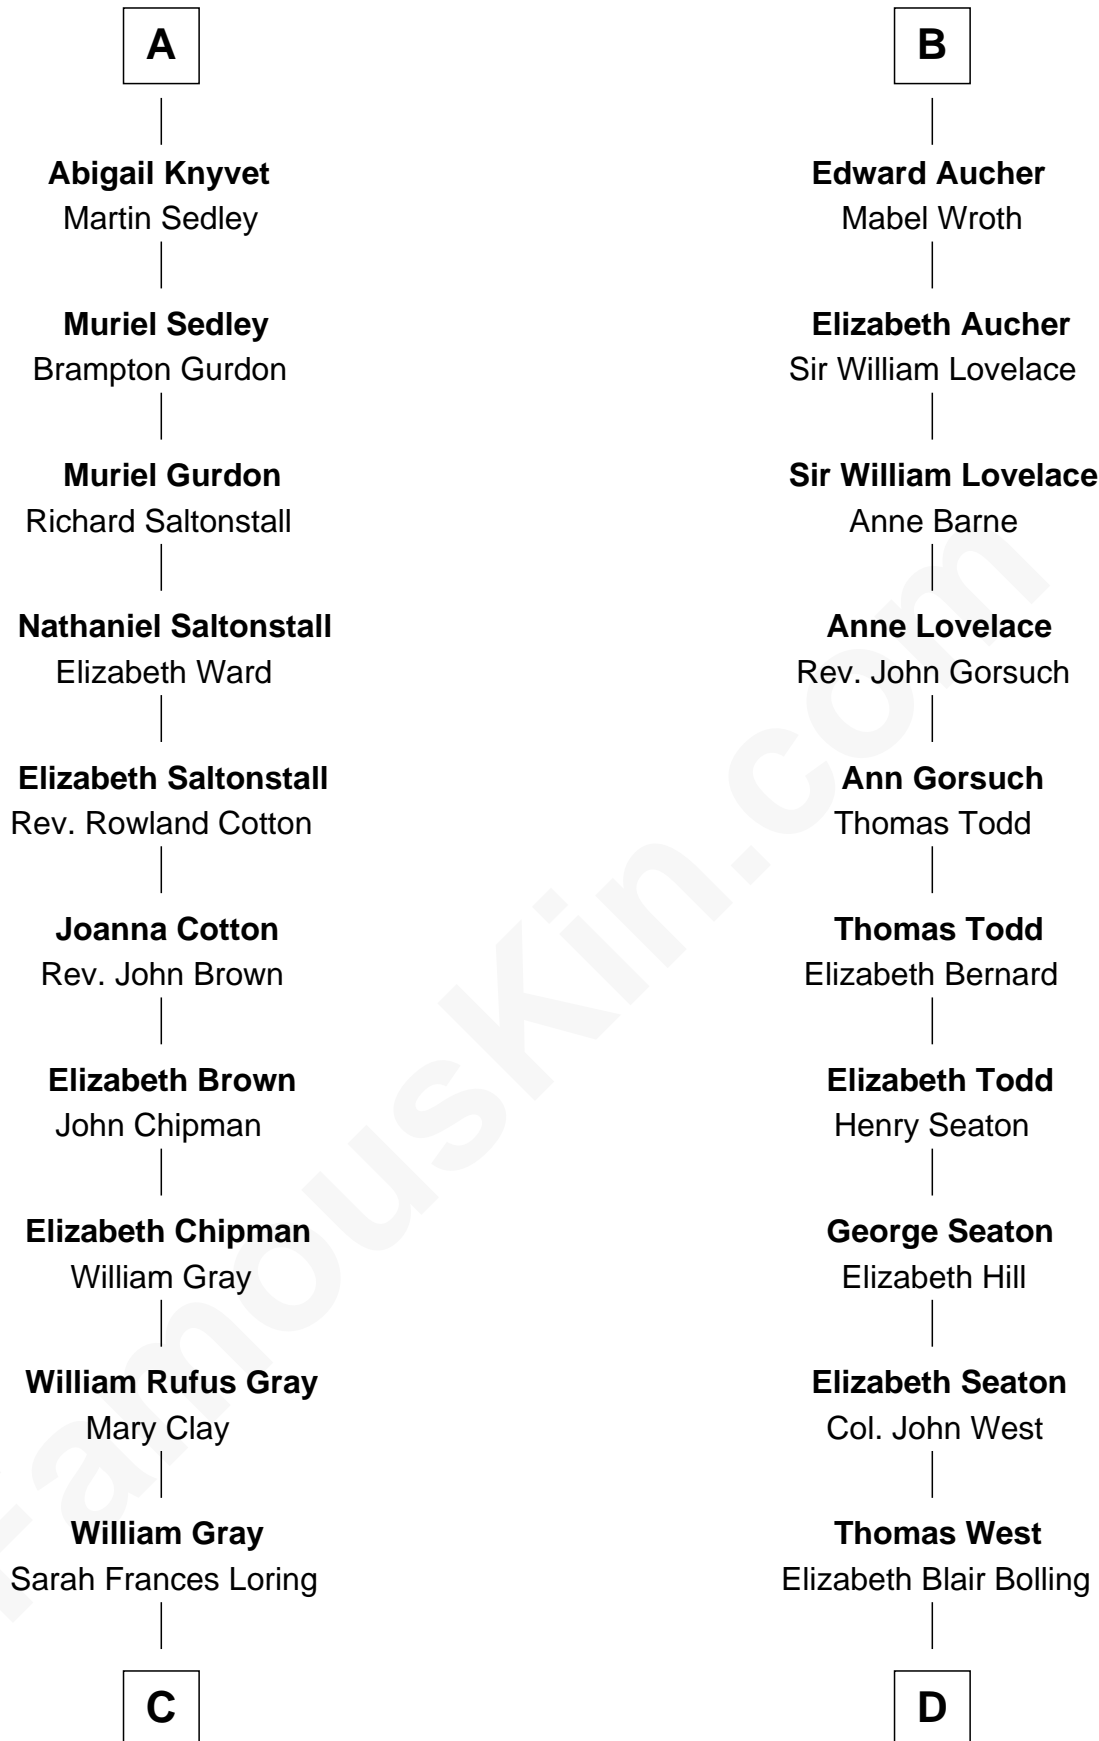 A
Abigail Knyvet
Martin Sedley
Muriel Sedley
Brampton Gurdon
Muriel Gurdon
Richard Saltonstall
Nathaniel Saltonstall
Elizabeth Ward
Elizabeth Saltonstall
Rev. Rowland Cotton
Joanna Cotton
Rev. John Brown
Elizabeth Brown
John Chipman
Elizabeth Chipman
William Gray
William Rufus Gray
Mary Clay
William Gray
Sarah Frances Loring
C
B
Edward Aucher
Mabel Wroth
Elizabeth Aucher
Sir William Lovelace
Sir William Lovelace
Anne Barne
Anne Lovelace
Rev. John Gorsuch
Ann Gorsuch
Thomas Todd
Thomas Todd
Elizabeth Bernard
Elizabeth Todd
Henry Seaton
George Seaton
Elizabeth Hill
Elizabeth Seaton
Col. John West
Thomas West
Elizabeth Blair Bolling
D
FamousKin.com